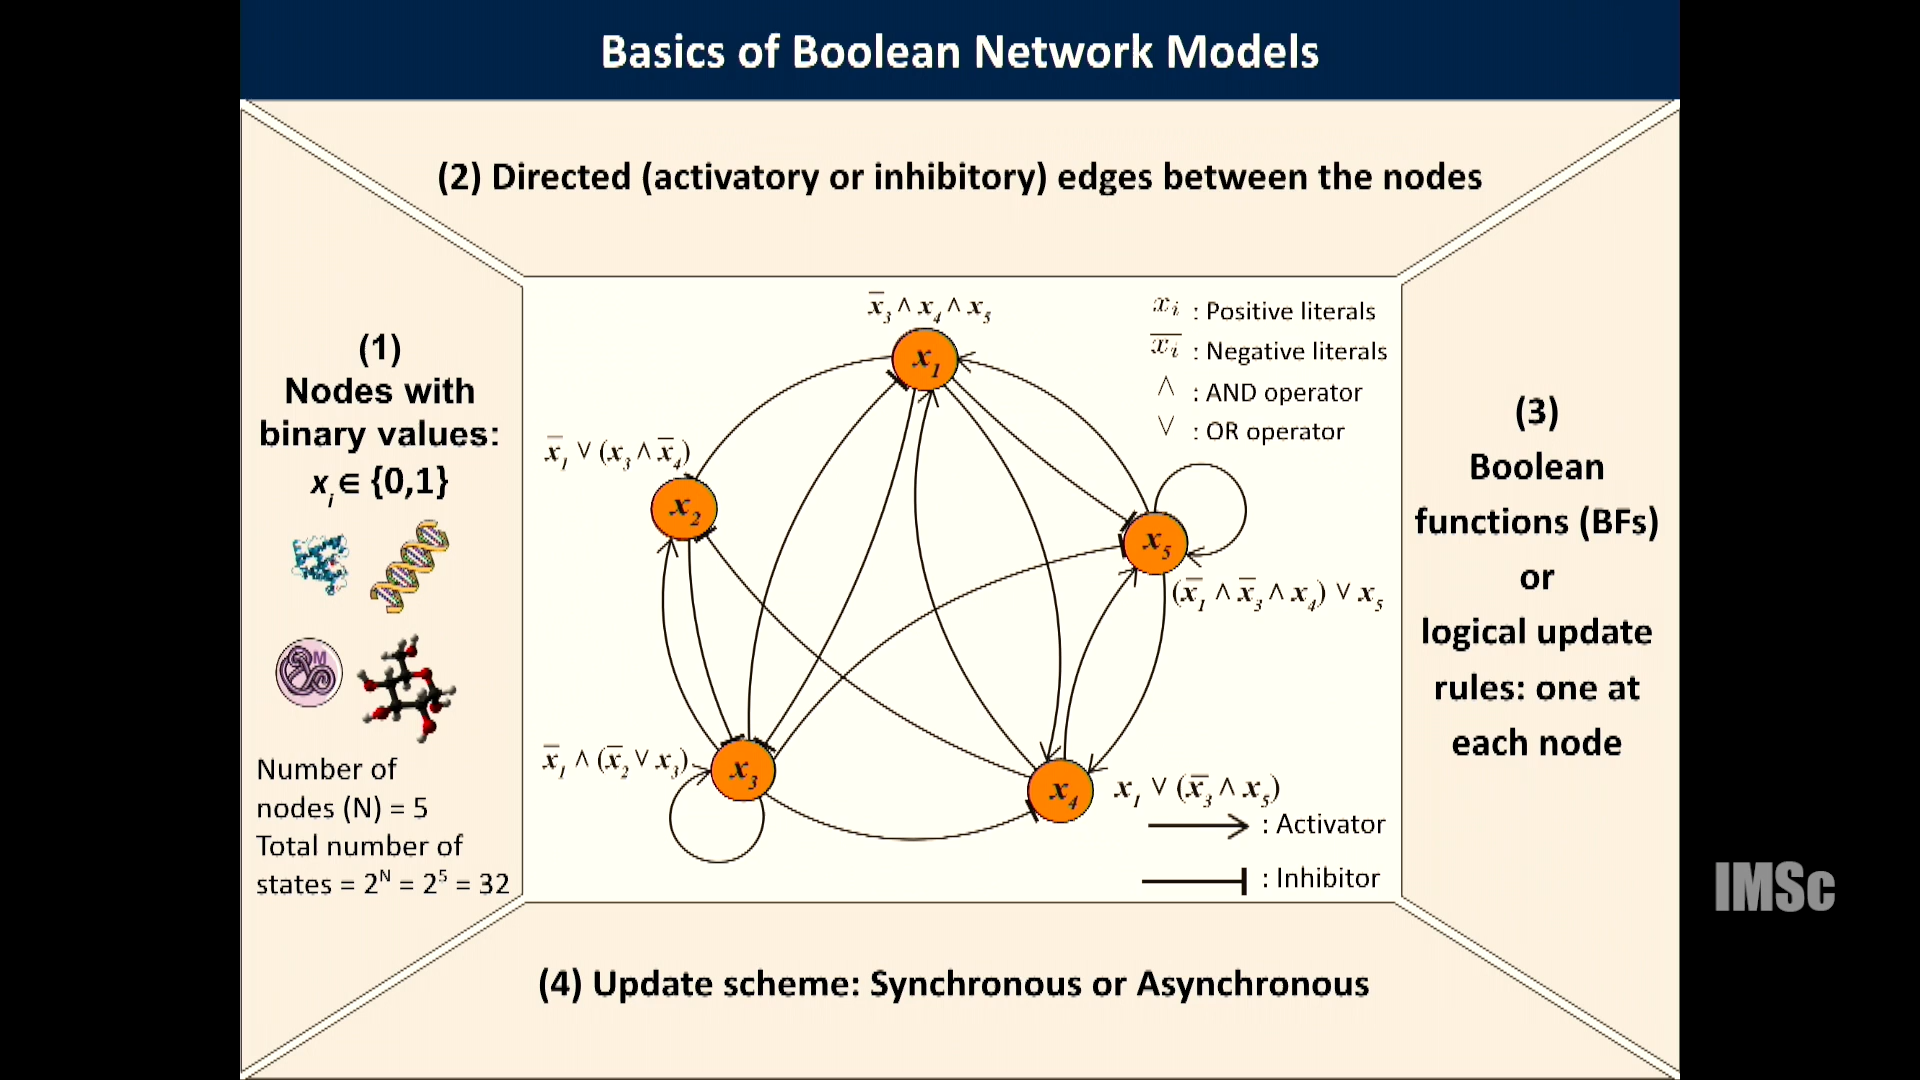 Basics of Boolean Network Models
(2) Directed (activatory or inhibitory) edges between the nodes
(1)
Nodes with
binary values:
xᵢ ∈ {0,1}
M
Number of
nodes (N) = 5
Total number of
states = 2ᴺ = 2⁵ = 32
x̅₃ ∧ x₄ ∧ x₅
x₁
x̅₁ ∨ (x₃ ∧ x̅₄)
x₂
x̅₁ ∧ (x̅₂ ∨ x₃)
x₃
x₄
x₁ ∨ (x̅₃ ∧ x₅)
x₅
(x̅₁ ∧ x̅₃ ∧ x₄) ∨ x₅
xᵢ : Positive literals
x̅ᵢ : Negative literals
∧ : AND operator
∨ : OR operator
: Activator
: Inhibitor
(3)
Boolean
functions (BFs)
or
logical update
rules: one at
each node
(4) Update scheme: Synchronous or Asynchronous
IMSc